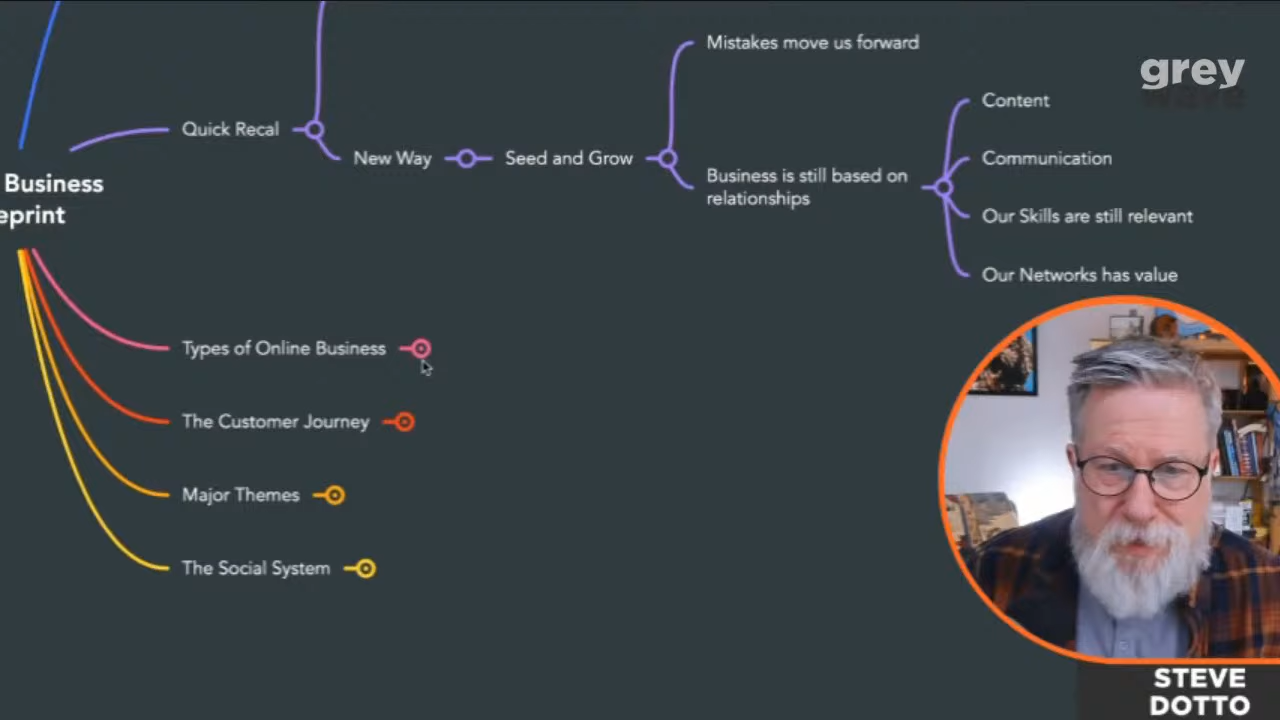 Mistakes move us forward
grey
Content
Quick Recal
New Way
Seed and Grow
Communication
Business is still based on
relationships
Business
eprint
Our Skills are still relevant
Our Networks has value
Types of Online Business
The Customer Journey
Major Themes
The Social System
STEVE
DOTTO